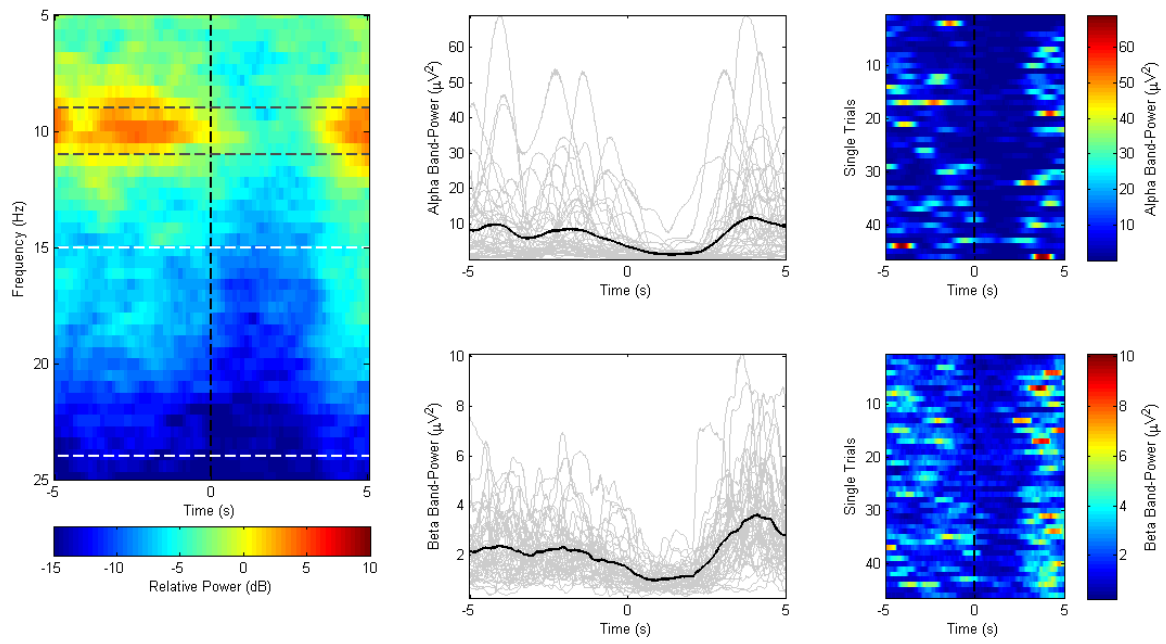 5
10
15
20
25
Frequency (Hz)
-5 0 5
Time (s)
-15 -10 -5 0 5 10
Relative Power (dB)
60
50
40
30
20
10
Alpha Band-Power (μV²)
-5 0 5
Time (s)
10
20
30
40
Single Trials
-5 0 5
Time (s)
60
50
40
30
20
10
Alpha Band-Power (μV²)
10
8
6
4
2
Beta Band-Power (μV²)
-5 0 5
Time (s)
10
20
30
40
Single Trials
-5 0 5
Time (s)
10
8
6
4
2
Beta Band-Power (μV²)